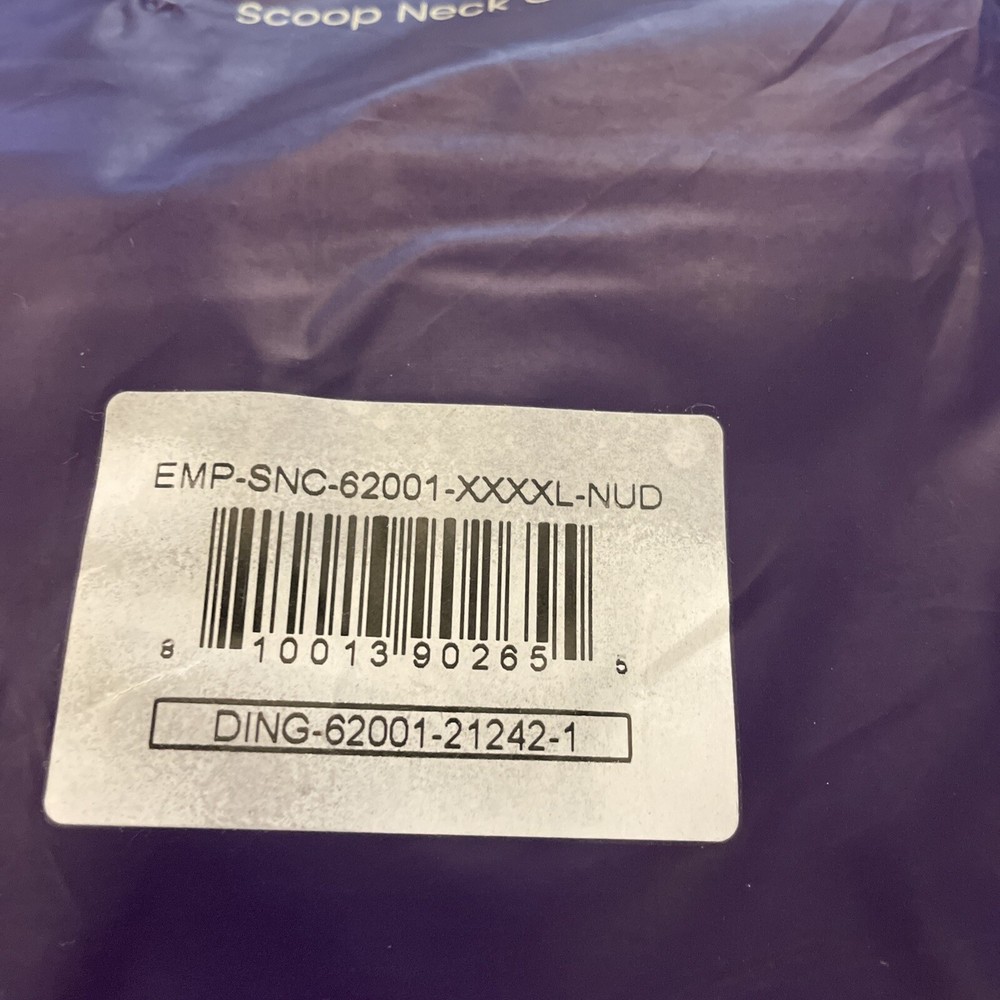 Scoop Neck
EMP-SNC-62001-XXXXL-NUD
8 10013 90265 5
DING-62001-21242-1